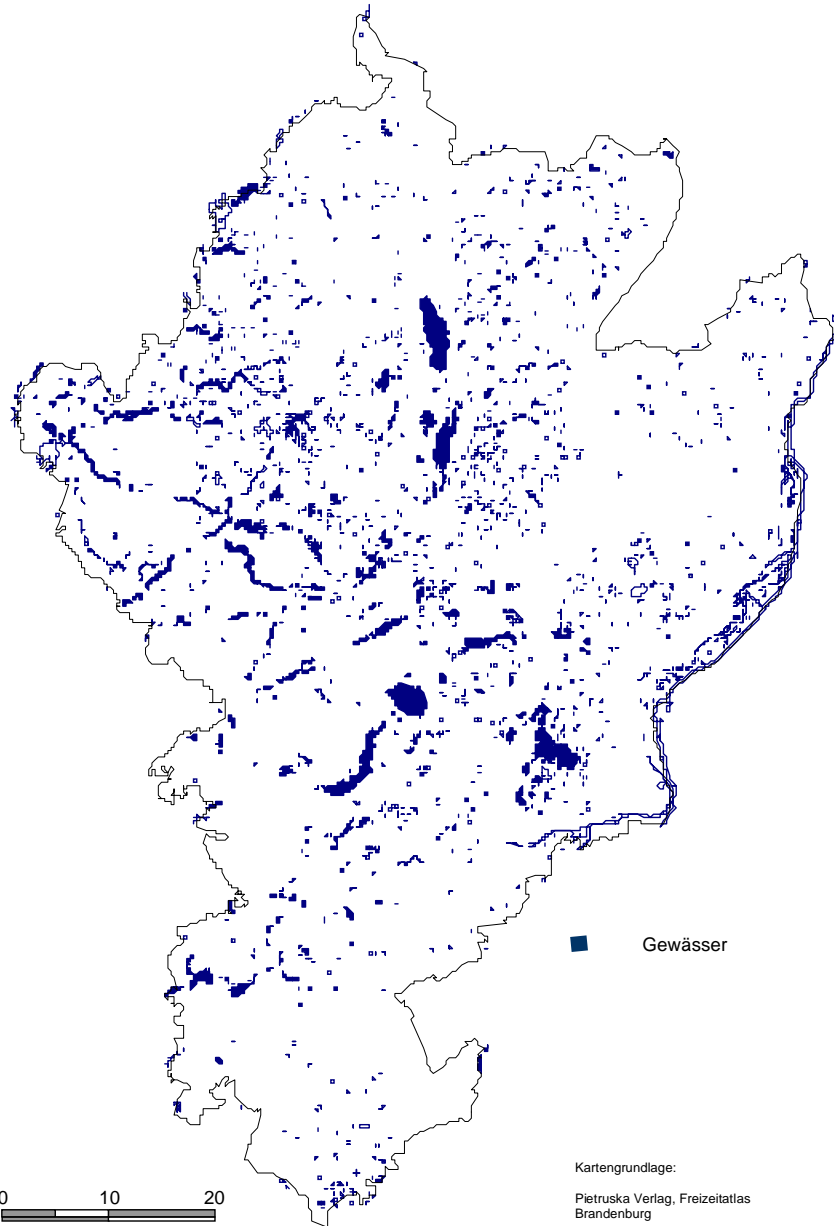 Gewässer
Kartengrundlage:
Pietruska Verlag, Freizeitatlas
Brandenburg
0 10 20